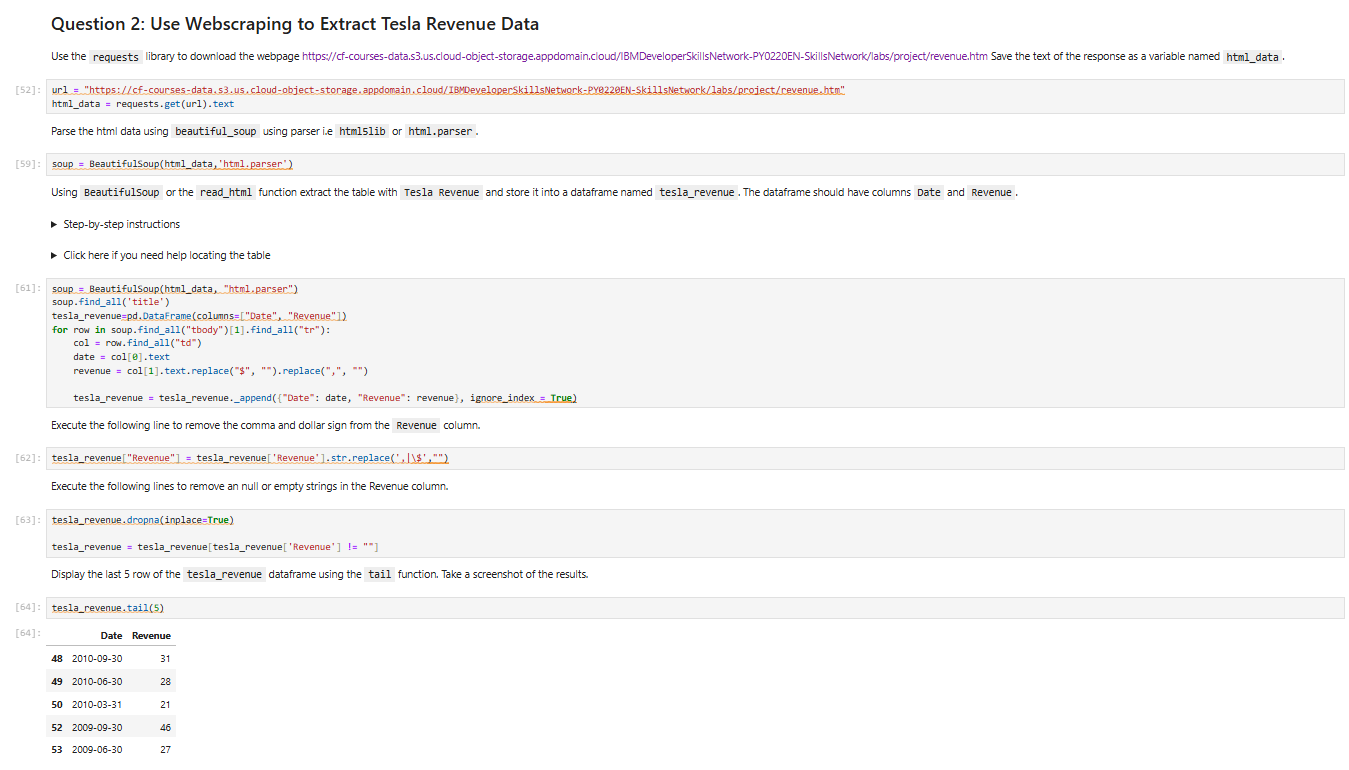 Question 2: Use Webscraping to Extract Tesla Revenue Data
Use the requests library to download the webpage https://cf-courses-data.s3.us.cloud-object-storage.appdomain.cloud/IBMDeveloperSkillsNetwork-PY0220EN-SkillsNetwork/labs/project/revenue.htm Save the text of the response as a variable named html_data.
[52]: url = "https://cf-courses-data.s3.us.cloud-object-storage.appdomain.cloud/IBMDeveloperSkillsNetwork-PY0220EN-SkillsNetwork/labs/project/revenue.htm"
html_data = requests.get(url).text
Parse the html data using beautiful_soup using parser i.e html5lib or html.parser.
[59]: soup = BeautifulSoup(html_data,'html.parser')
Using BeautifulSoup or the read_html function extract the table with Tesla Revenue and store it into a dataframe named tesla_revenue. The dataframe should have columns Date and Revenue.
▶ Step-by-step instructions
▶ Click here if you need help locating the table
[61]: soup = BeautifulSoup(html_data, "html.parser")
soup.find_all('title')
tesla_revenue=pd.DataFrame(columns=["Date", "Revenue"])
for row in soup.find_all("tbody")[1].find_all("tr"):
    col = row.find_all("td")
    date = col[0].text
    revenue = col[1].text.replace("$", "").replace(",", "")
    tesla_revenue = tesla_revenue._append({"Date": date, "Revenue": revenue}, ignore_index = True)
Execute the following line to remove the comma and dollar sign from the Revenue column.
[62]: tesla_revenue["Revenue"] = tesla_revenue['Revenue'].str.replace(',|\$',"")
Execute the following lines to remove an null or empty strings in the Revenue column.
[63]: tesla_revenue.dropna(inplace=True)
tesla_revenue = tesla_revenue[tesla_revenue['Revenue'] != ""]
Display the last 5 row of the tesla_revenue dataframe using the tail function. Take a screenshot of the results.
[64]: tesla_revenue.tail(5)
[64]: Date Revenue
48 2010-09-30 31
49 2010-06-30 28
50 2010-03-31 21
52 2009-09-30 46
53 2009-06-30 27